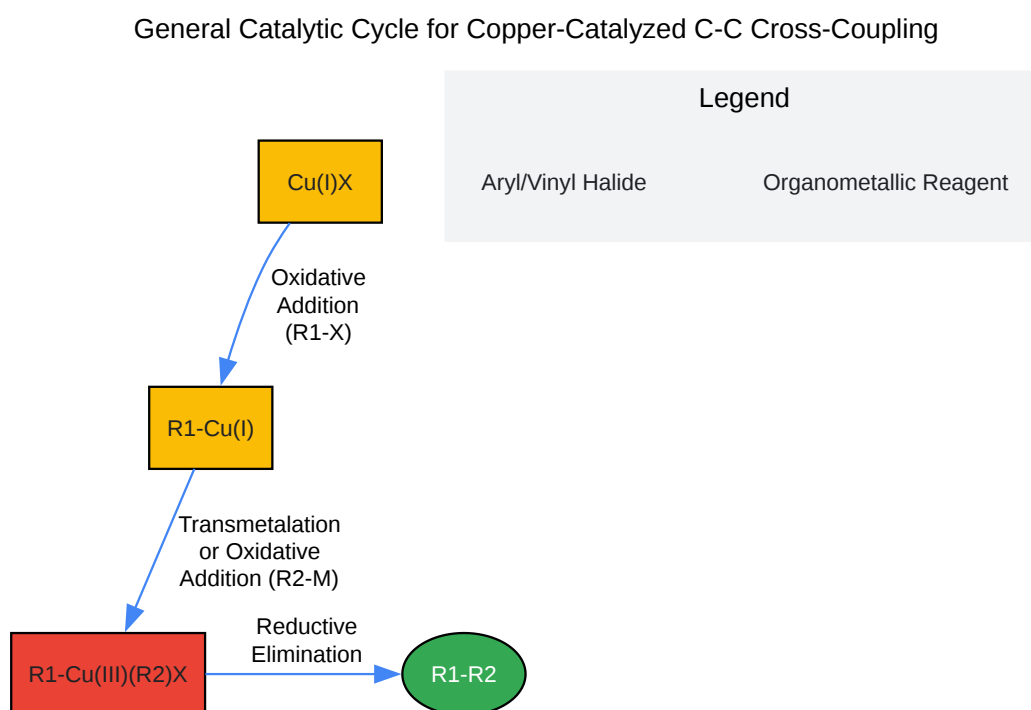 General Catalytic Cycle for Copper-Catalyzed C-C Cross-Coupling
Legend
Aryl/Vinyl Halide
Organometallic Reagent
Cu(I)X
Oxidative
Addition
(R1-X)
R1-Cu(I)
Transmetalation
or Oxidative
Addition (R2-M)
R1-Cu(III)(R2)X
Reductive
Elimination
R1-R2